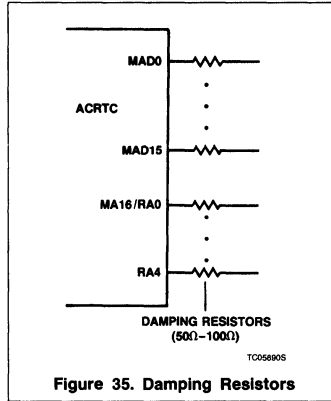 MAD0
ACRTC
MAD15
MA16/RA0
RA4
DAMPING RESISTORS
(50Ω–100Ω)
TC05890S
Figure 35. Damping Resistors